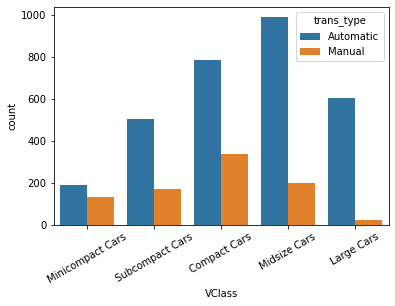 trans_type
Automatic
Manual
1000
800
600
400
200
0
count
Minicompact Cars
Subcompact Cars
Compact Cars
Midsize Cars
Large Cars
VClass